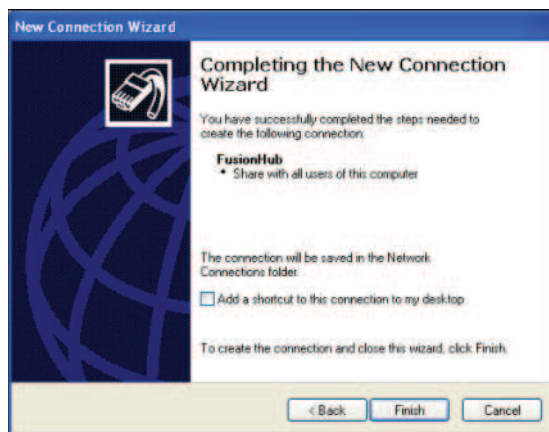 New Connection Wizard
Completing the New Connection
Wizard
You have successfully completed the steps needed to
create the following connection:
FusionHub
• Share with all users of this computer
The connection will be saved in the Network
Connections folder.
Add a shortcut to this connection to my desktop
To create the connection and close this wizard, click Finish.
< Back
Finish
Cancel